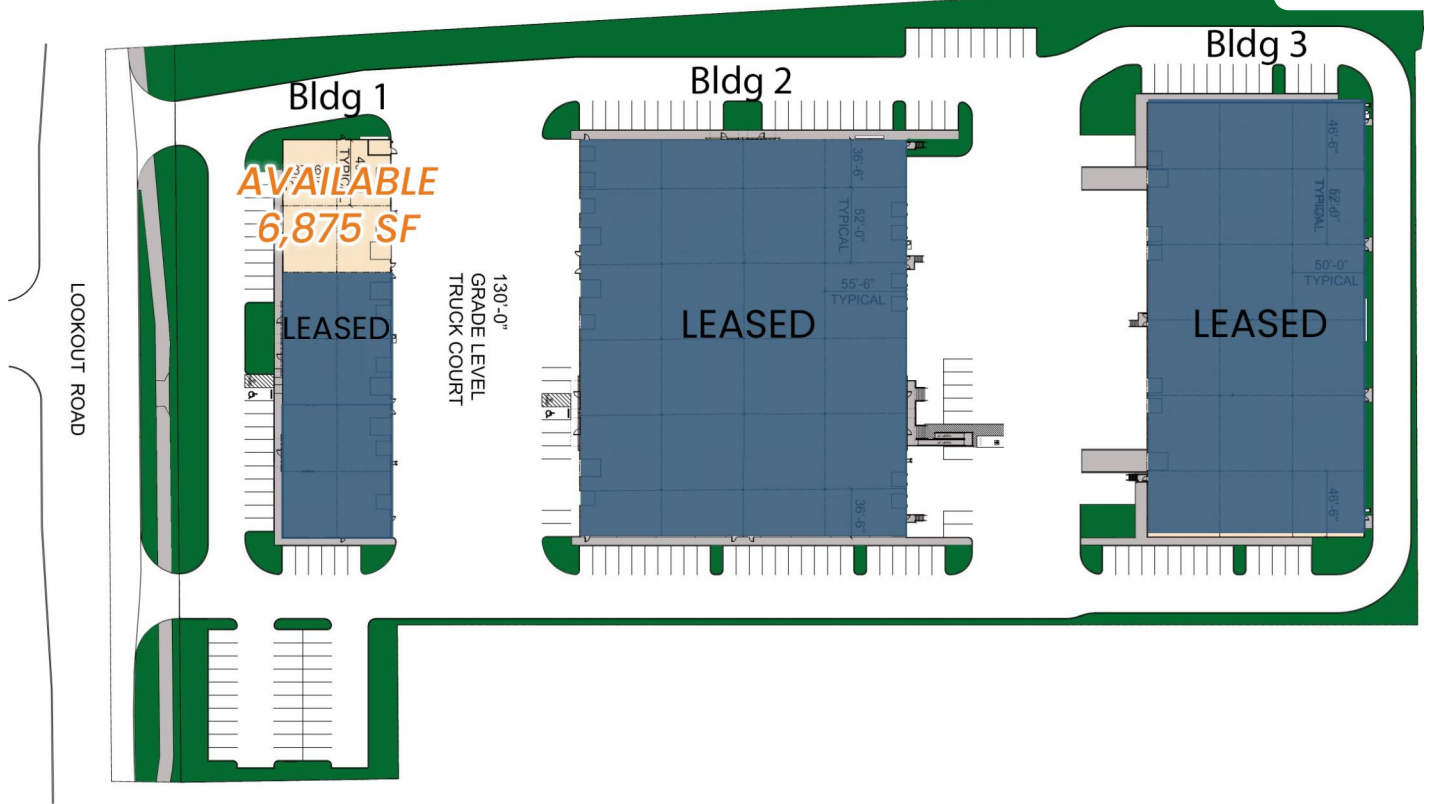 Bldg 1
Bldg 2
Bldg 3
AVAILABLE
6,875 SF
TYPICAL
LEASED
LOOKOUT ROAD
130'-0"
GRADE LEVEL
TRUCK COURT
36'-6"
52'-0"
TYPICAL
55'-6"
TYPICAL
LEASED
36'-6"
46'-6"
TYPICAL
50'-0"
TYPICAL
LEASED
46'-6"